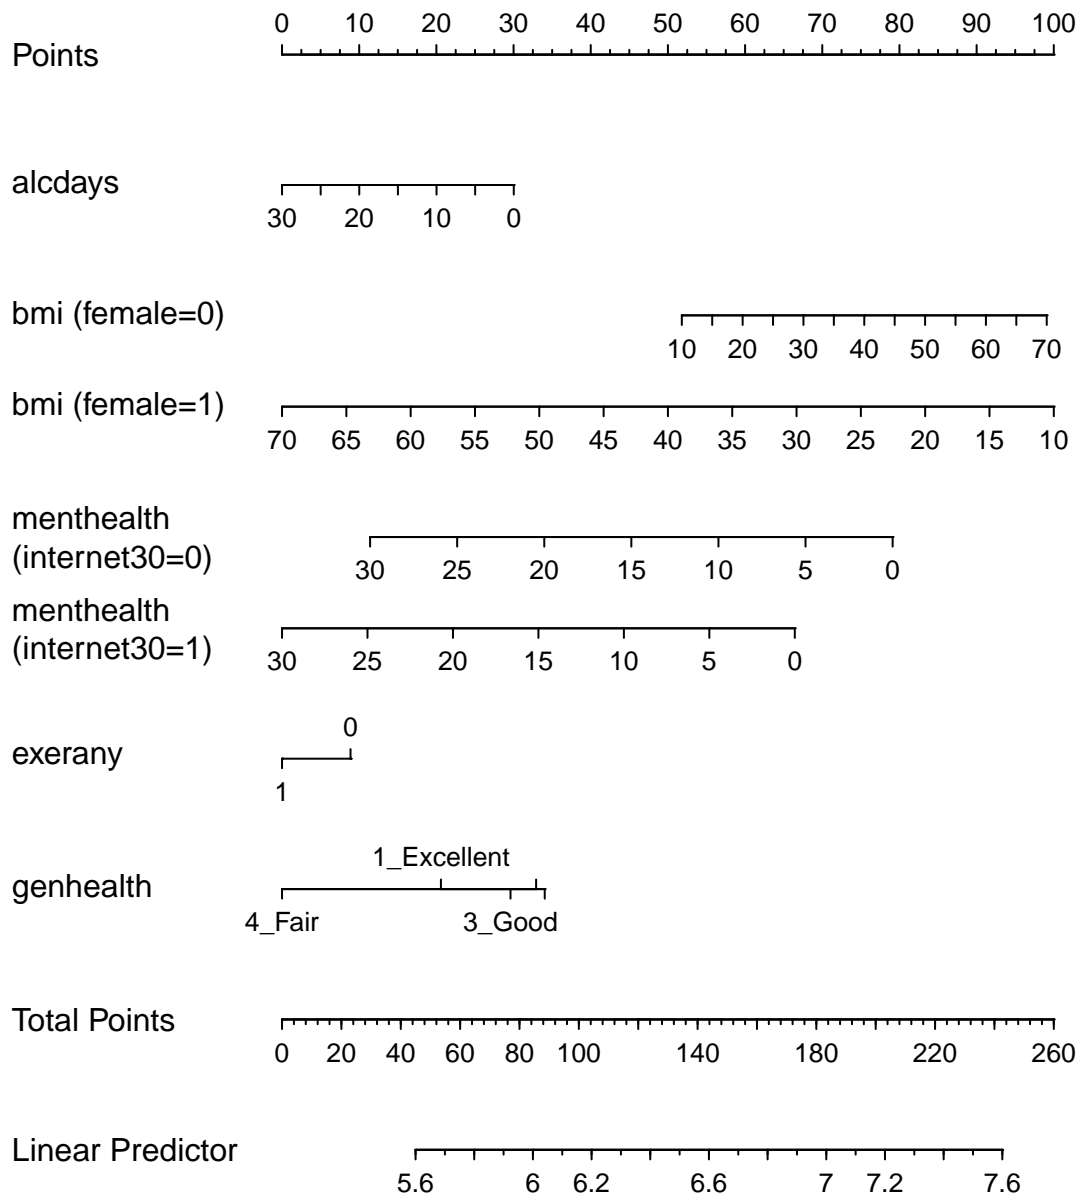 0 10 20 30 40 50 60 70 80 90 100
Points
alcdays
30 20 10 0
bmi (female=0)
10 20 30 40 50 60 70
bmi (female=1)
70 65 60 55 50 45 40 35 30 25 20 15 10
menthealth
(internet30=0)
30 25 20 15 10 5 0
menthealth
(internet30=1)
30 25 20 15 10 5 0
0
exerany
1
1_Excellent
genhealth
4_Fair 3_Good
Total Points
0 20 40 60 80 100 140 180 220 260
Linear Predictor
5.6 6 6.2 6.6 7 7.2 7.6